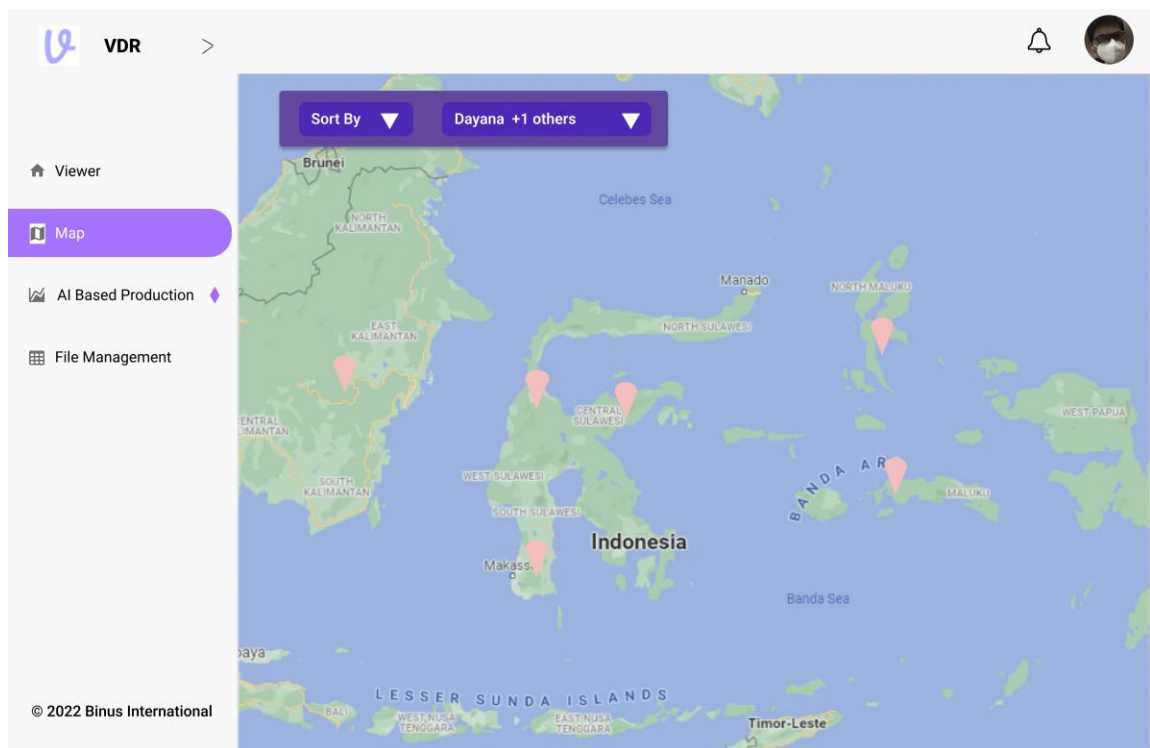 VDR >
Sort By
Dayana +1 others
Brunei
Viewer
Celebes Sea
Map
NORTH
KALIMANTAN
Manado
NORTH MALUKU
AI Based Production
EAST
KALIMANTAN
NORTH SULAWESI
File Management
CENTRAL
SULAWESI
WEST PAPUA
ENTRAL
LIMANTAN
WEST SULAWESI
SOUTH
KALIMANTAN
BANDA AR
MALUKU
SOUTH SULAWESI
Indonesia
Makass
Banda Sea
baya
LESSER SUNDA ISLANDS
© 2022 Binus International
BALI
WEST NUSA
TENGGARA
EAST NUSA
TENGGARA
Timor-Leste